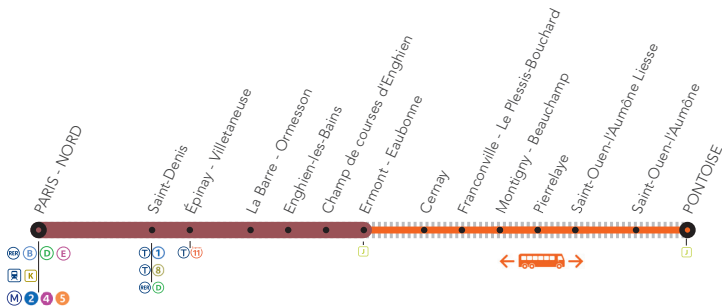 PARIS - NORD
Saint-Denis
Épinay - Villetaneuse
La Barre - Ormesson
Enghien-les-Bains
Champ de courses d'Enghien
Ermont - Eaubonne
Cernay
Franconville - Le Plessis-Bouchard
Montigny - Beauchamp
Pierrelaye
Saint-Ouen-l'Aumône Liesse
Saint-Ouen-l'Aumône
PONTOISE
RER B D E
K
M 2 4 5
T 1
T 8
RER D
T 11
J
J